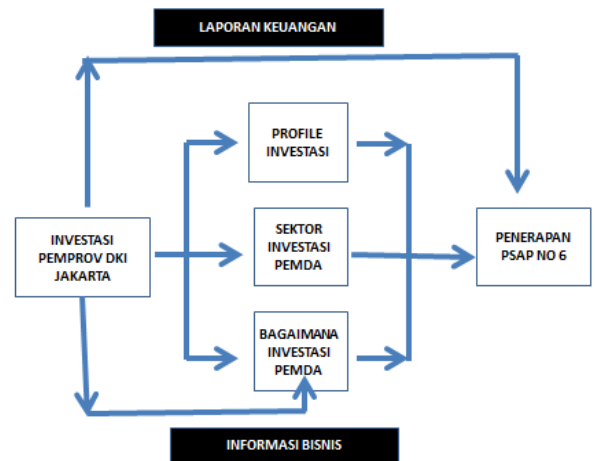 LAPORAN KEUANGAN
PROFILE
INVESTASI
INVESTASI
PEMPROV DKI
JAKARTA
SEKTOR
INVESTASI
PEMDA
PENERAPAN
PSAP NO 6
BAGAIMANA
INVESTASI
PEMDA
INFORMASI BISNIS